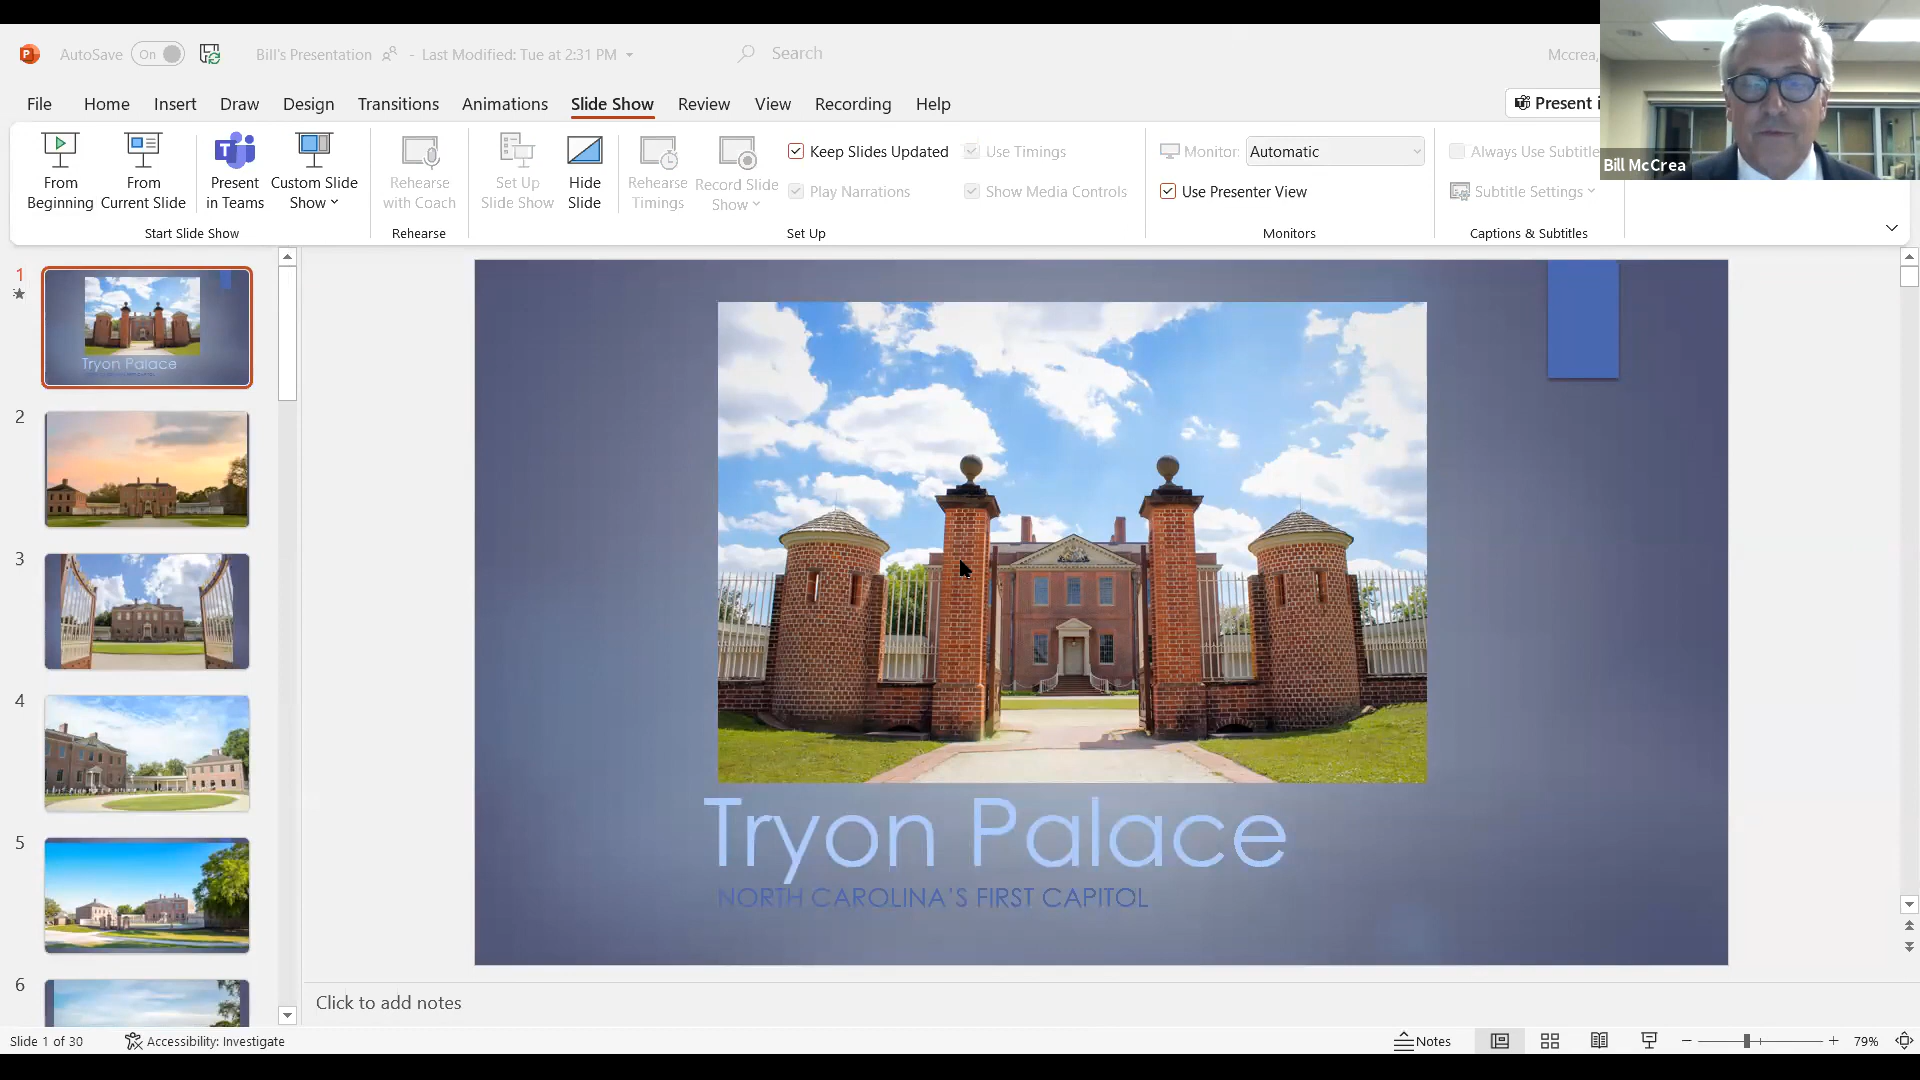 AutoSave On Bill's Presentation - Last Modified: Tue at 2:31 PM Search Mccrea,
File Home Insert Draw Design Transitions Animations Slide Show Review View Recording Help Present i
Bill McCrea
From Beginning
From Current Slide
Present in Teams
Custom Slide Show
Start Slide Show
Rehearse with Coach
Rehearse
Set Up Slide Show
Hide Slide
Rehearse Timings
Record Slide Show
Keep Slides Updated
Play Narrations
Use Timings
Show Media Controls
Set Up
Monitor: Automatic
Use Presenter View
Monitors
Always Use Subtitle
Subtitle Settings
Captions & Subtitles
1
Tryon Palace
2
3
4
5
6
Tryon Palace
NORTH CAROLINA'S FIRST CAPITOL
Click to add notes
Slide 1 of 30 Accessibility: Investigate Notes 79%